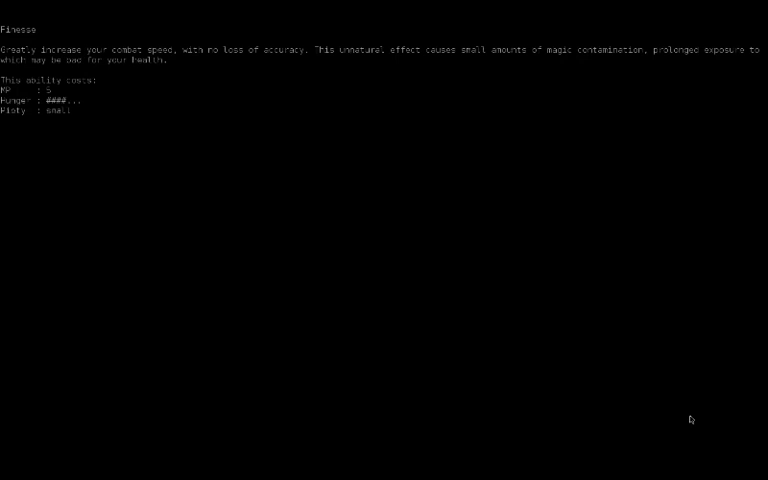 Finesse
Greatly increase your combat speed, with no loss of accuracy. This unnatural effect causes small amounts of magic contamination, prolonged exposure to
which may be bad for your health.
This ability costs:
MP : 5
Hunger : ####...
Piety : small